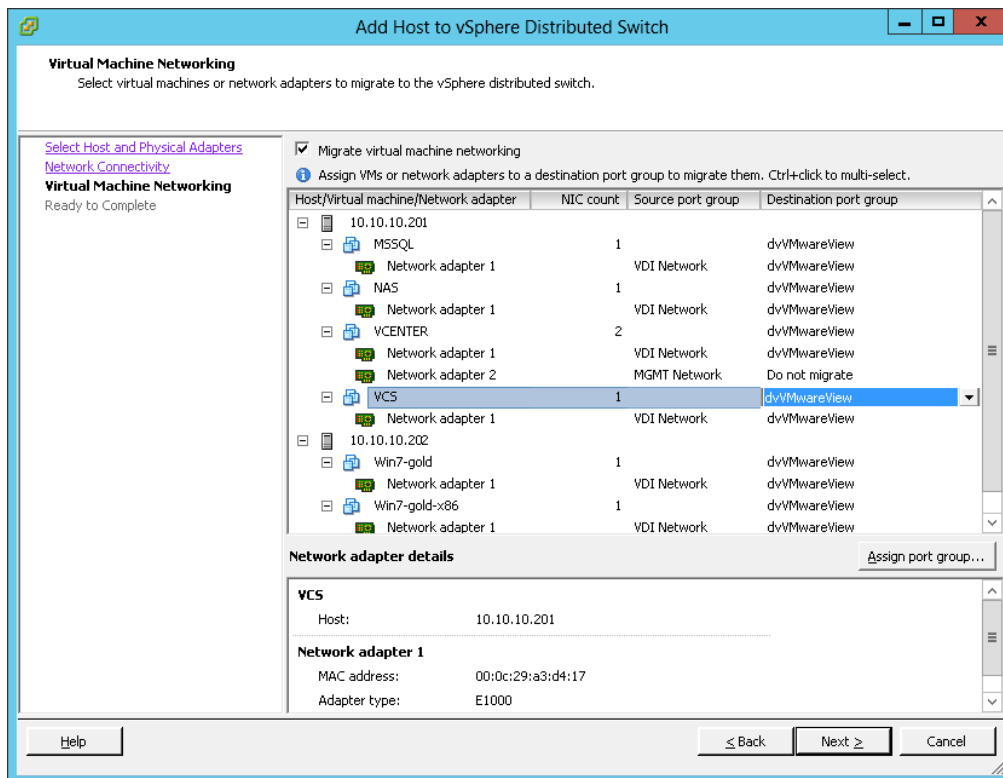 Add Host to vSphere Distributed Switch
Virtual Machine Networking
Select virtual machines or network adapters to migrate to the vSphere distributed switch.
Select Host and Physical Adapters
Network Connectivity
Virtual Machine Networking
Ready to Complete
Migrate virtual machine networking
Assign VMs or network adapters to a destination port group to migrate them. Ctrl+click to multi-select.
Host/Virtual machine/Network adapter NIC count Source port group Destination port group
10.10.10.201
MSSQL 1 dvVMwareView
Network adapter 1 VDI Network dvVMwareView
NAS 1 dvVMwareView
Network adapter 1 VDI Network dvVMwareView
VCENTER 2 dvVMwareView
Network adapter 1 VDI Network dvVMwareView
Network adapter 2 MGMT Network Do not migrate
VCS 1 dvVMwareView
Network adapter 1 VDI Network dvVMwareView
10.10.10.202
Win7-gold 1 dvVMwareView
Network adapter 1 VDI Network dvVMwareView
Win7-gold-x86 1 dvVMwareView
Network adapter 1 VDI Network dvVMwareView
Network adapter details
Assign port group...
VCS
Host: 10.10.10.201
Network adapter 1
MAC address: 00:0c:29:a3:d4:17
Adapter type: E1000
Help
< Back Next > Cancel